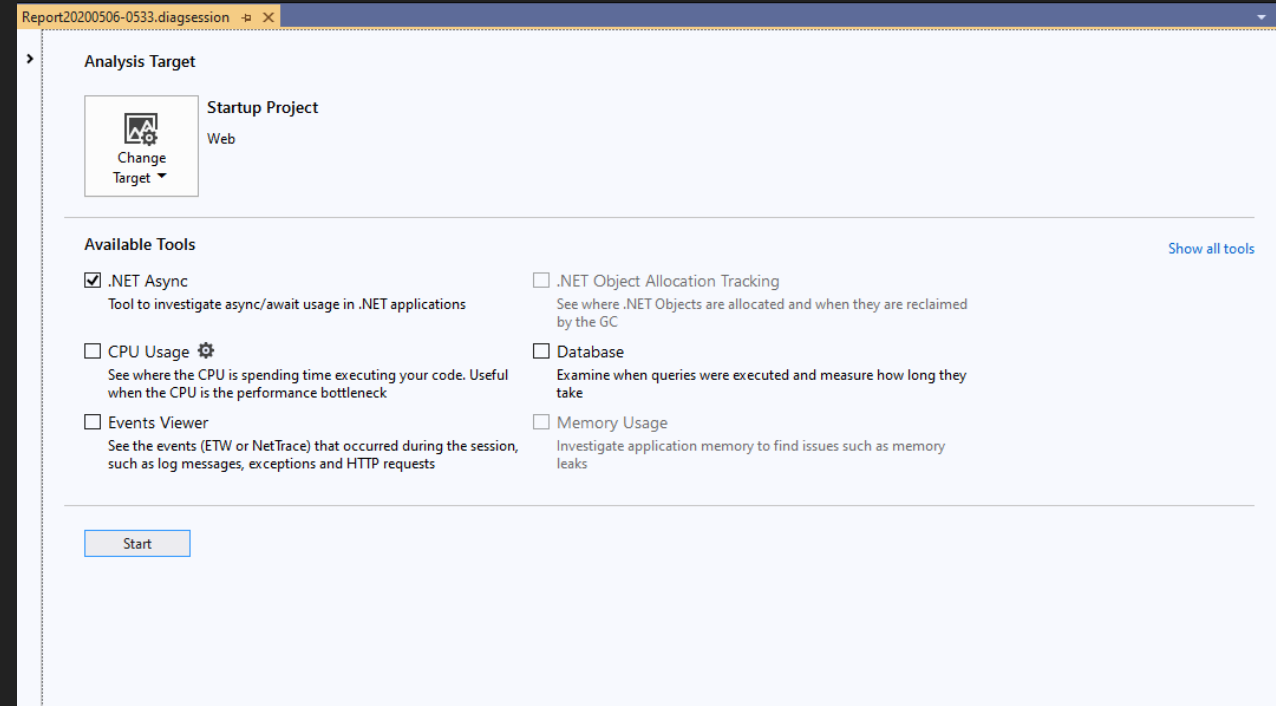 Report20200506-0533.diagsession
Analysis Target
Change
Target
Startup Project
Web
Available Tools
Show all tools
.NET Async
Tool to investigate async/await usage in .NET applications
.NET Object Allocation Tracking
See where .NET Objects are allocated and when they are reclaimed
by the GC
CPU Usage
See where the CPU is spending time executing your code. Useful
when the CPU is the performance bottleneck
Database
Examine when queries were executed and measure how long they
take
Events Viewer
See the events (ETW or NetTrace) that occurred during the session,
such as log messages, exceptions and HTTP requests
Memory Usage
Investigate application memory to find issues such as memory
leaks
Start